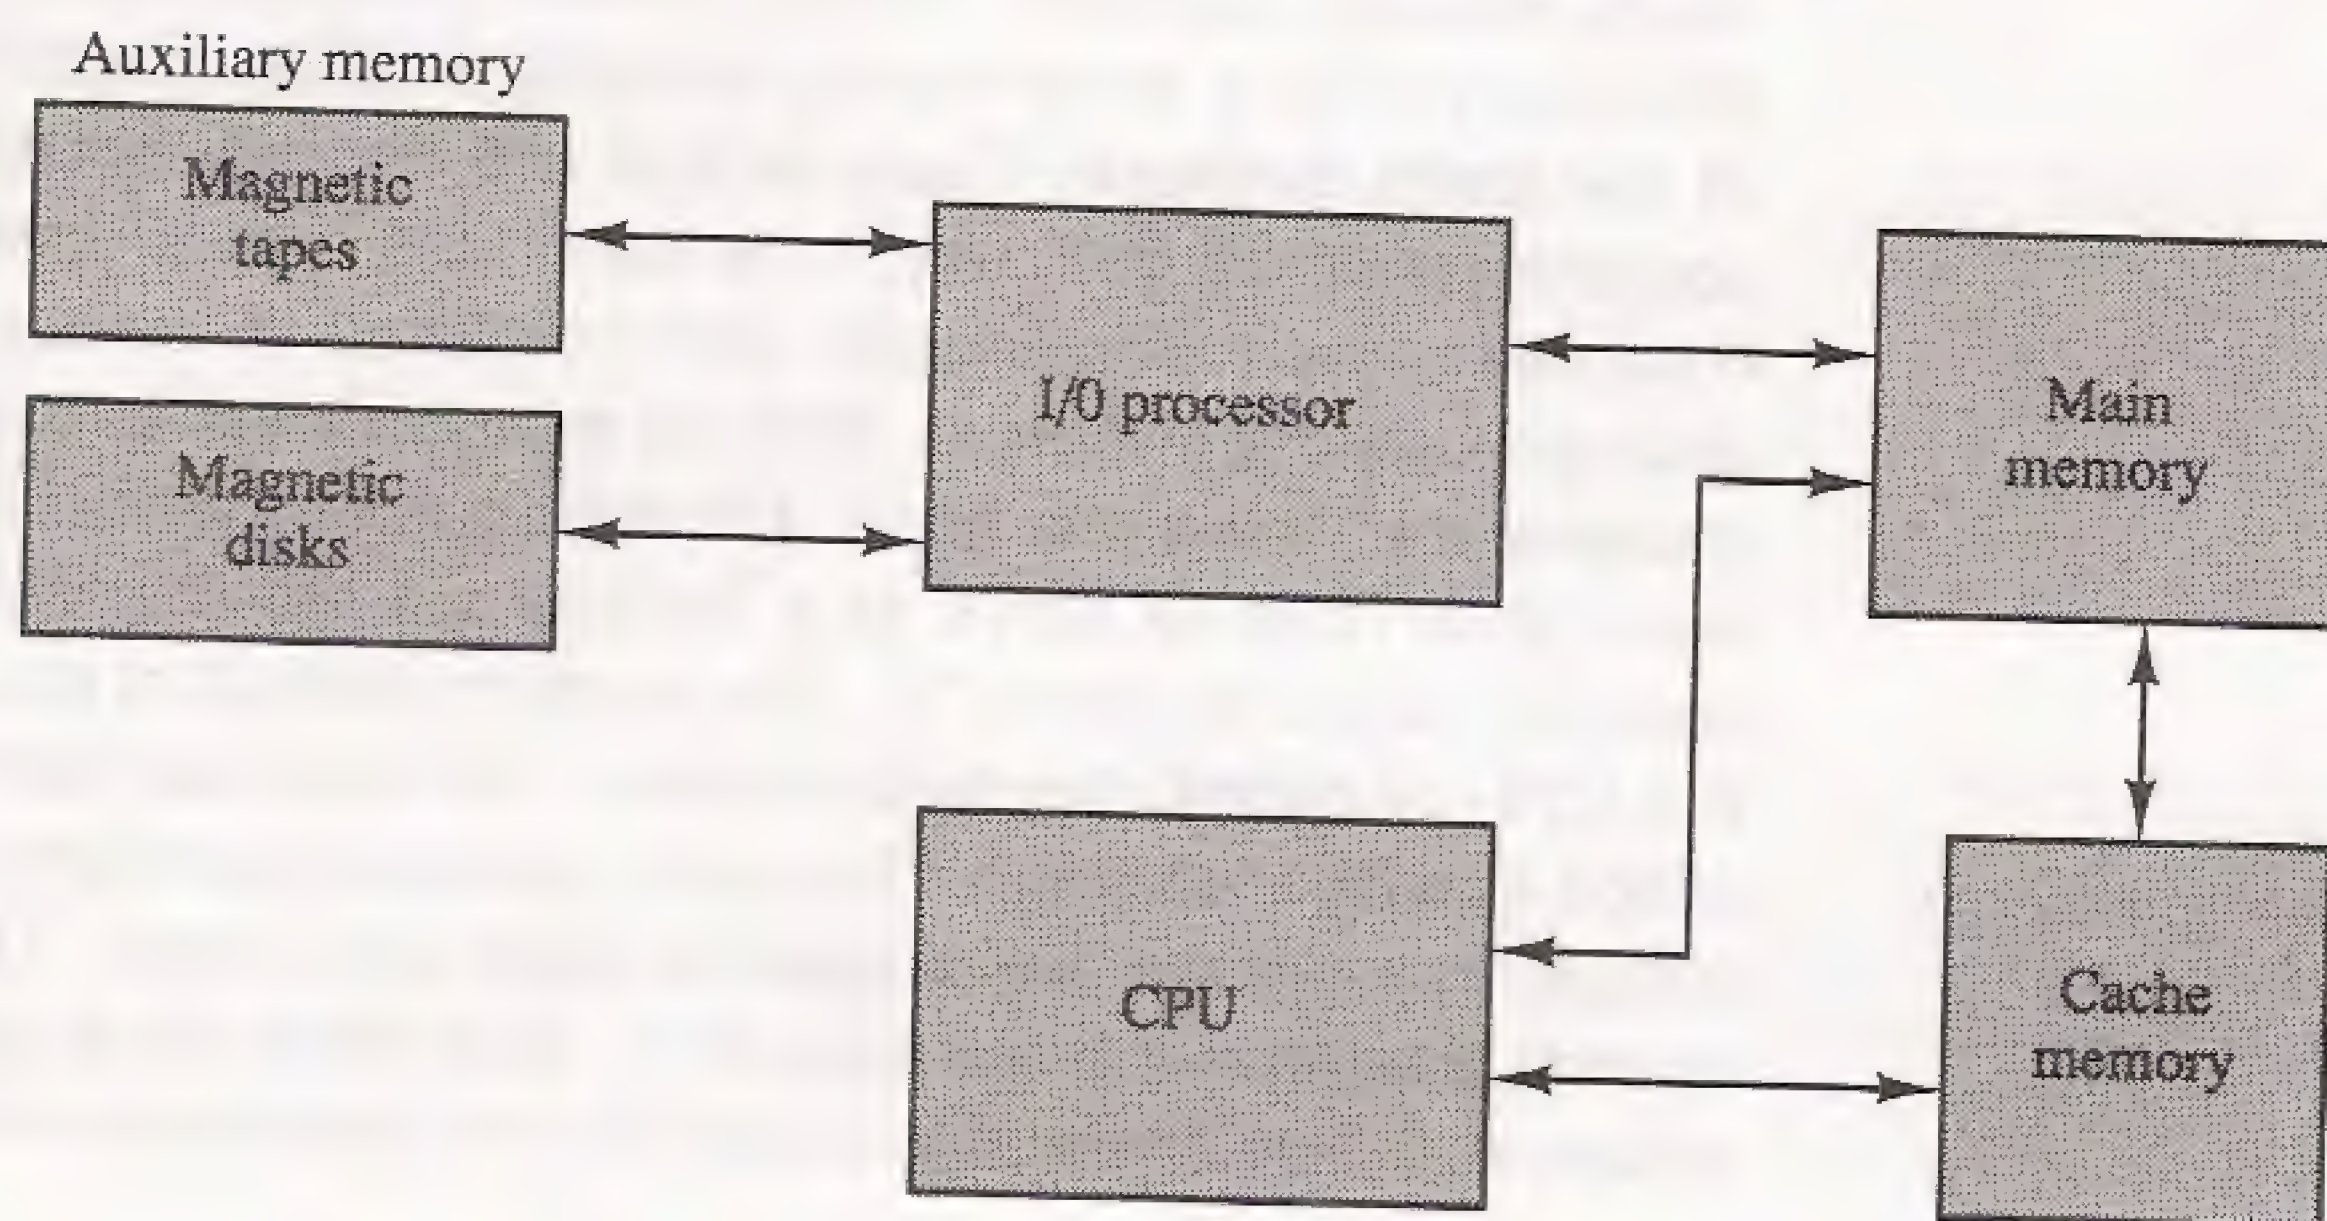 Auxiliary memory
Magnetic
tapes
Magnetic
disks
I/0 processor
Main
memory
CPU
Cache
memory